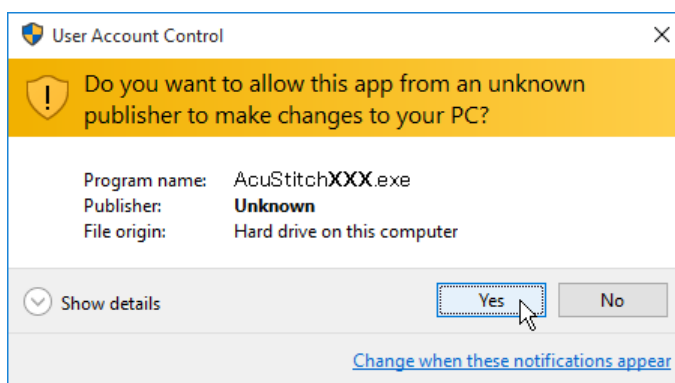 User Account Control
Do you want to allow this app from an unknown
publisher to make changes to your PC?
Program name: AcuStitchXXX.exe
Publisher: Unknown
File origin: Hard drive on this computer
Show details
Yes
No
Change when these notifications appear